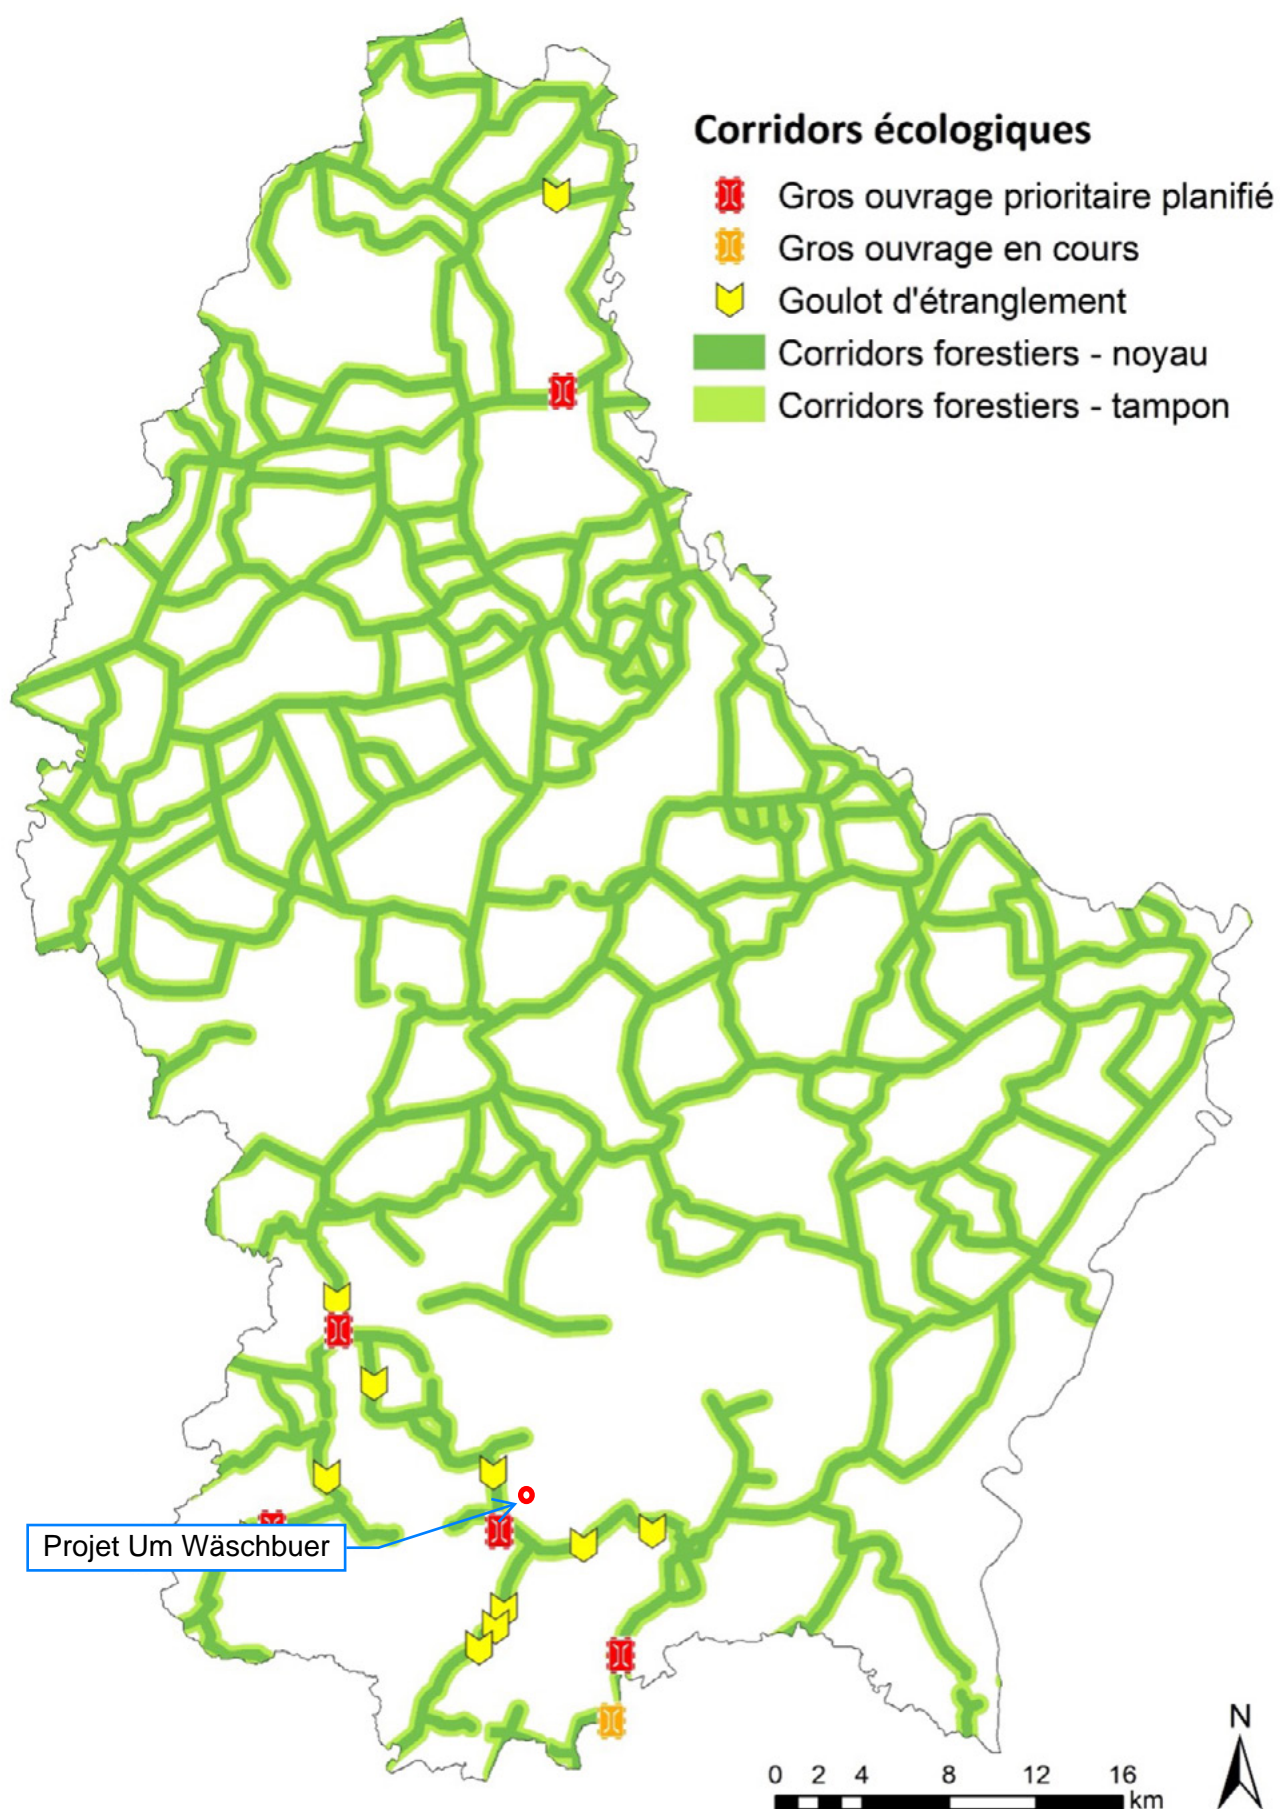 Corridors écologiques
Gros ouvrage prioritaire planifié
Gros ouvrage en cours
Goulot d'étranglement
Corridors forestiers - noyau
Corridors forestiers - tampon
Projet Um Wäschbuer
N
0 2 4 8 12 16
km